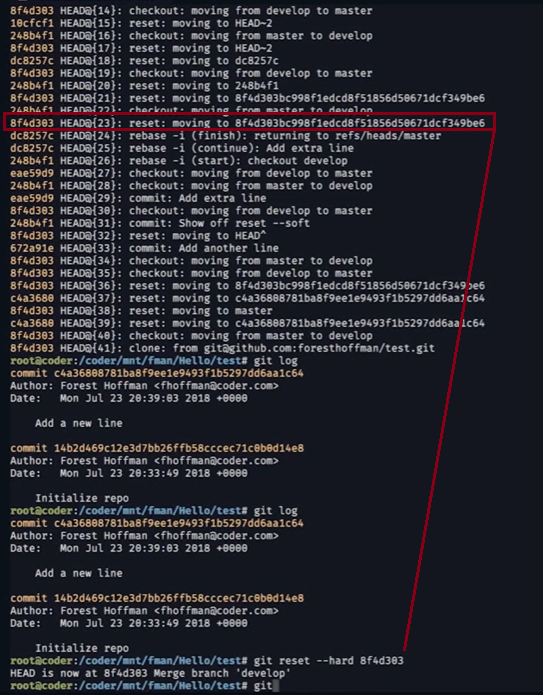 8f4d303 HEAD@{14}: checkout: moving from develop to master
10cfcf1 HEAD@{15}: reset: moving to HEAD~2
248b4f1 HEAD@{16}: checkout: moving from master to develop
8f4d303 HEAD@{17}: reset: moving to HEAD~2
dc8257c HEAD@{18}: reset: moving to dc8257c
8f4d303 HEAD@{19}: checkout: moving from develop to master
248b4f1 HEAD@{20}: reset: moving to 248b4f1
8f4d303 HEAD@{21}: reset: moving to 8f4d303bc998f1edcd8f51856d50671dcf349be6
248b4f1 HEAD@{22}: checkout: moving from master to develop
8f4d303 HEAD@{23}: reset: moving to 8f4d303bc998f1edcd8f51856d50671dcf349be6
dc8257c HEAD@{24}: rebase -i (finish): returning to refs/heads/master
dc8257c HEAD@{25}: rebase -i (continue): Add extra line
248b4f1 HEAD@{26}: rebase -i (start): checkout develop
eae59d9 HEAD@{27}: checkout: moving from develop to master
248b4f1 HEAD@{28}: checkout: moving from master to develop
eae59d9 HEAD@{29}: commit: Add extra line
8f4d303 HEAD@{30}: checkout: moving from develop to master
248b4f1 HEAD@{31}: commit: Show off reset --soft
8f4d303 HEAD@{32}: reset: moving to HEAD^
672a91e HEAD@{33}: commit: Add another line
8f4d303 HEAD@{34}: checkout: moving from master to develop
8f4d303 HEAD@{35}: checkout: moving from develop to master
8f4d303 HEAD@{36}: reset: moving to 8f4d303bc998f1edcd8f51856d50671dcf349be6
c4a3680 HEAD@{37}: reset: moving to c4a36808781ba8f9ee1e9493f1b5297dd6aa1c64
8f4d303 HEAD@{38}: reset: moving to master
c4a3680 HEAD@{39}: reset: moving to c4a36808781ba8f9ee1e9493f1b5297dd6aa1c64
8f4d303 HEAD@{40}: checkout: moving from master to develop
8f4d303 HEAD@{41}: clone: from git@github.com:foresthoffman/test.git
root@coder:/coder/mnt/fman/Hello/test# git log
commit c4a36808781ba8f9ee1e9493f1b5297dd6aa1c64
Author: Forest Hoffman <fhoffman@coder.com>
Date:   Mon Jul 23 20:39:03 2018 +0000
Add a new line
commit 14b2d469c12e3d7bb26ffb58cccec71c0b0d14e8
Author: Forest Hoffman <fhoffman@coder.com>
Date:   Mon Jul 23 20:33:49 2018 +0000
Initialize repo
root@coder:/coder/mnt/fman/Hello/test# git log
commit c4a36808781ba8f9ee1e9493f1b5297dd6aa1c64
Author: Forest Hoffman <fhoffman@coder.com>
Date:   Mon Jul 23 20:39:03 2018 +0000
Add a new line
commit 14b2d469c12e3d7bb26ffb58cccec71c0b0d14e8
Author: Forest Hoffman <fhoffman@coder.com>
Date:   Mon Jul 23 20:33:49 2018 +0000
Initialize repo
root@coder:/coder/mnt/fman/Hello/test# git reset --hard 8f4d303
HEAD is now at 8f4d303 Merge branch 'develop'
root@coder:/coder/mnt/fman/Hello/test# git